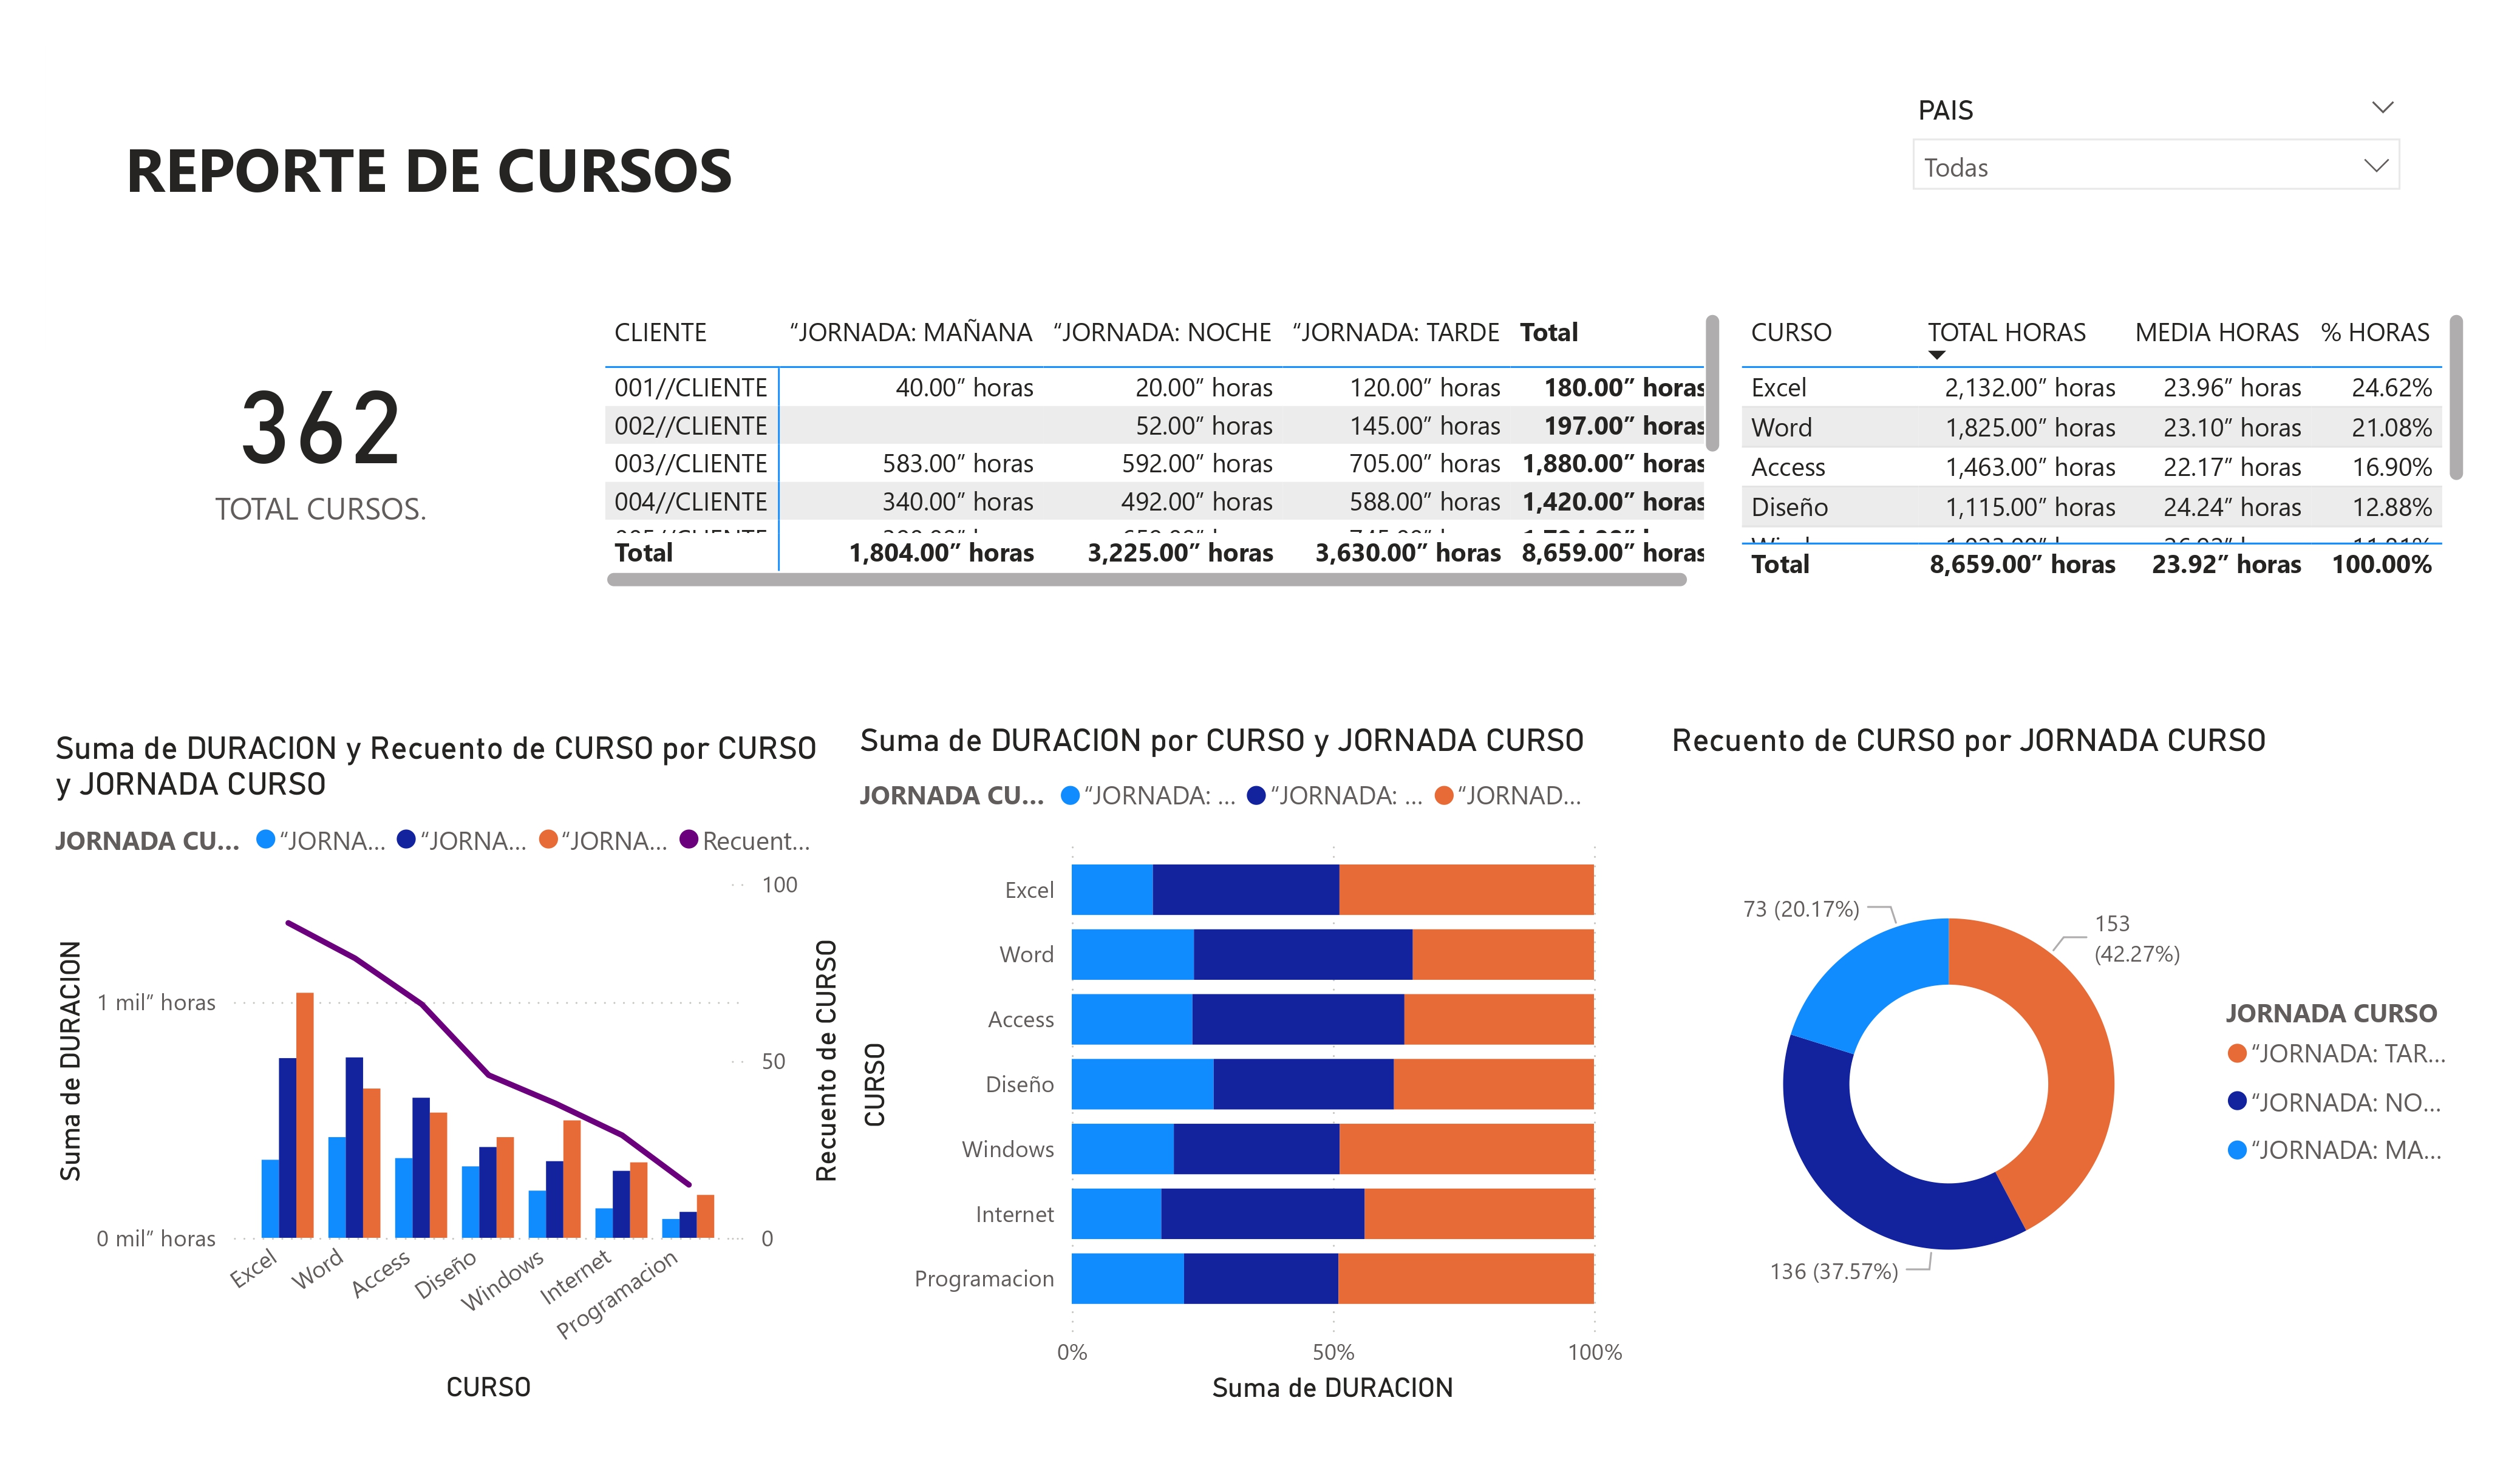 PAIS
Todas
REPORTE DE CURSOS
362
TOTAL CURSOS.
CLIENTE “JORNADA: MAÑANA “JORNADA: NOCHE “JORNADA: TARDE Total
001//CLIENTE 40.00” horas 20.00” horas 120.00” horas 180.00” horas
002//CLIENTE 52.00” horas 145.00” horas 197.00” horas
003//CLIENTE 583.00” horas 592.00” horas 705.00” horas 1,880.00” horas
004//CLIENTE 340.00” horas 492.00” horas 588.00” horas 1,420.00” horas
Total 1,804.00” horas 3,225.00” horas 3,630.00” horas 8,659.00” horas
CURSO TOTAL HORAS MEDIA HORAS % HORAS
Excel 2,132.00” horas 23.96” horas 24.62%
Word 1,825.00” horas 23.10” horas 21.08%
Access 1,463.00” horas 22.17” horas 16.90%
Diseño 1,115.00” horas 24.24” horas 12.88%
Total 8,659.00” horas 23.92” horas 100.00%
Suma de DURACION y Recuento de CURSO por CURSO
y JORNADA CURSO
JORNADA CU... “JORNA... “JORNA... “JORNA... Recuent...
Suma de DURACION
1 mil” horas
0 mil” horas
100
50
0
Recuento de CURSO
Excel
Word
Access
Diseño
Windows
Internet
Programacion
CURSO
Suma de DURACION por CURSO y JORNADA CURSO
JORNADA CU... “JORNADA: ... “JORNADA: ... “JORNAD...
CURSO
Excel
Word
Access
Diseño
Windows
Internet
Programacion
0% 50% 100%
Suma de DURACION
Recuento de CURSO por JORNADA CURSO
73 (20.17%)
153
(42.27%)
136 (37.57%)
JORNADA CURSO
“JORNADA: TAR...
“JORNADA: NO...
“JORNADA: MA...